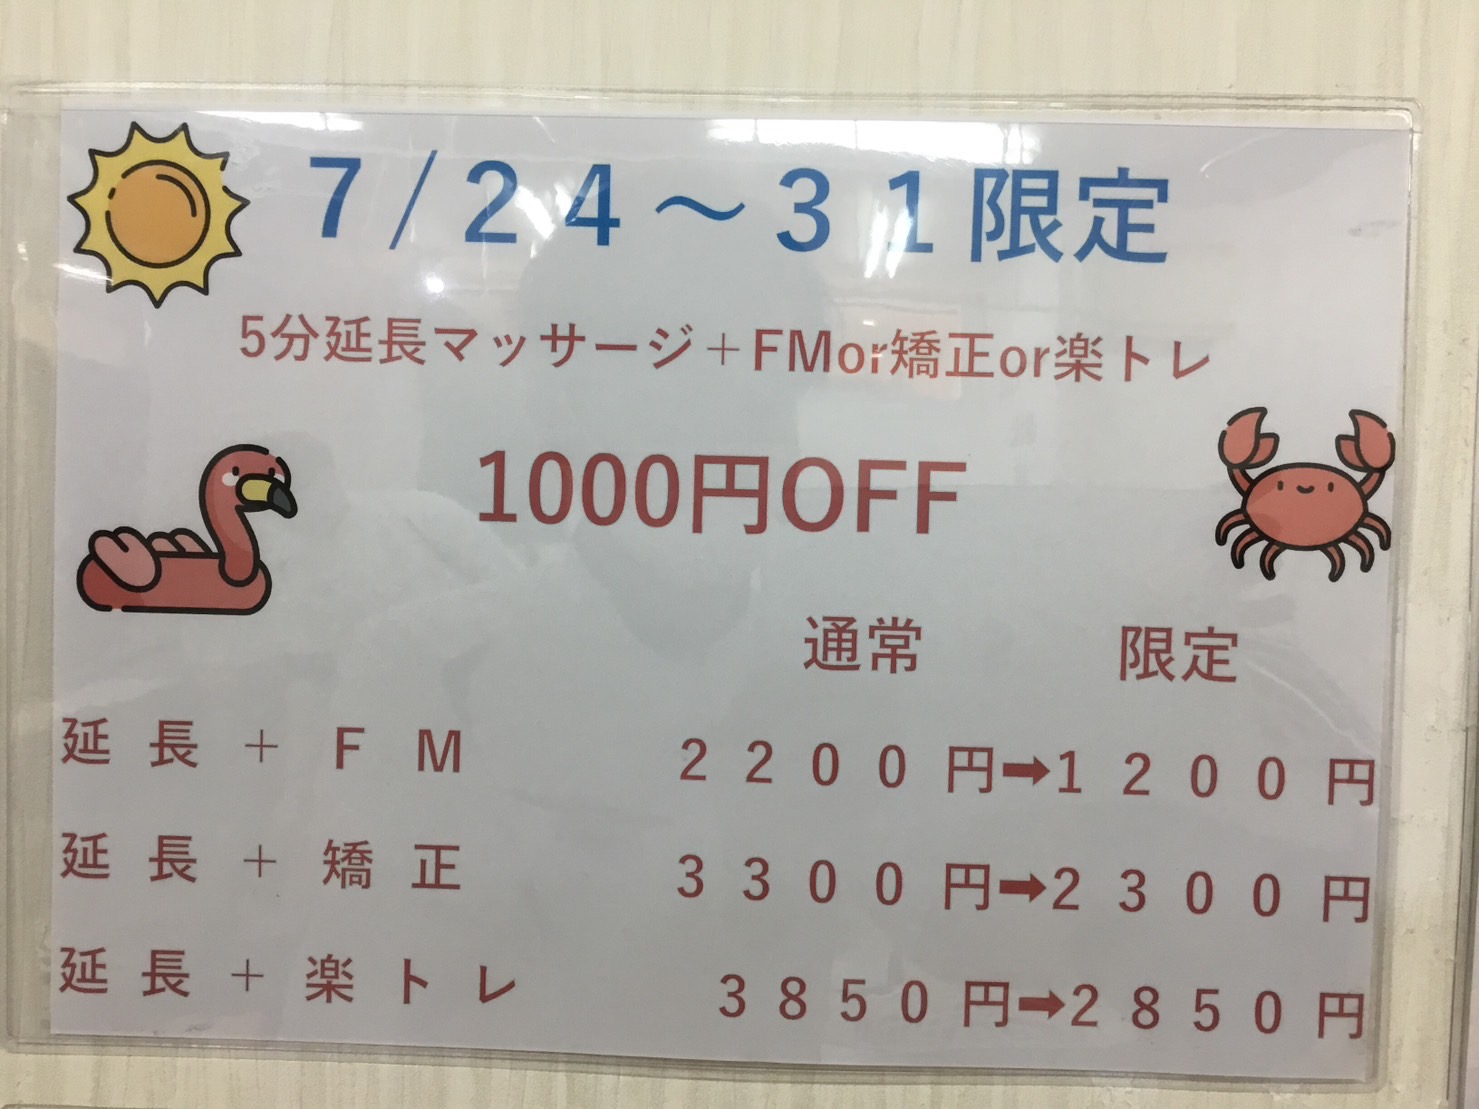 7/24～31限定
5分延長マッサージ＋FMor矯正or楽トレ
1000円OFF
通常 限定
延長＋FM 2200円➡1200円
延長＋矯正 3300円➡2300円
延長＋楽トレ 3850円➡2850円